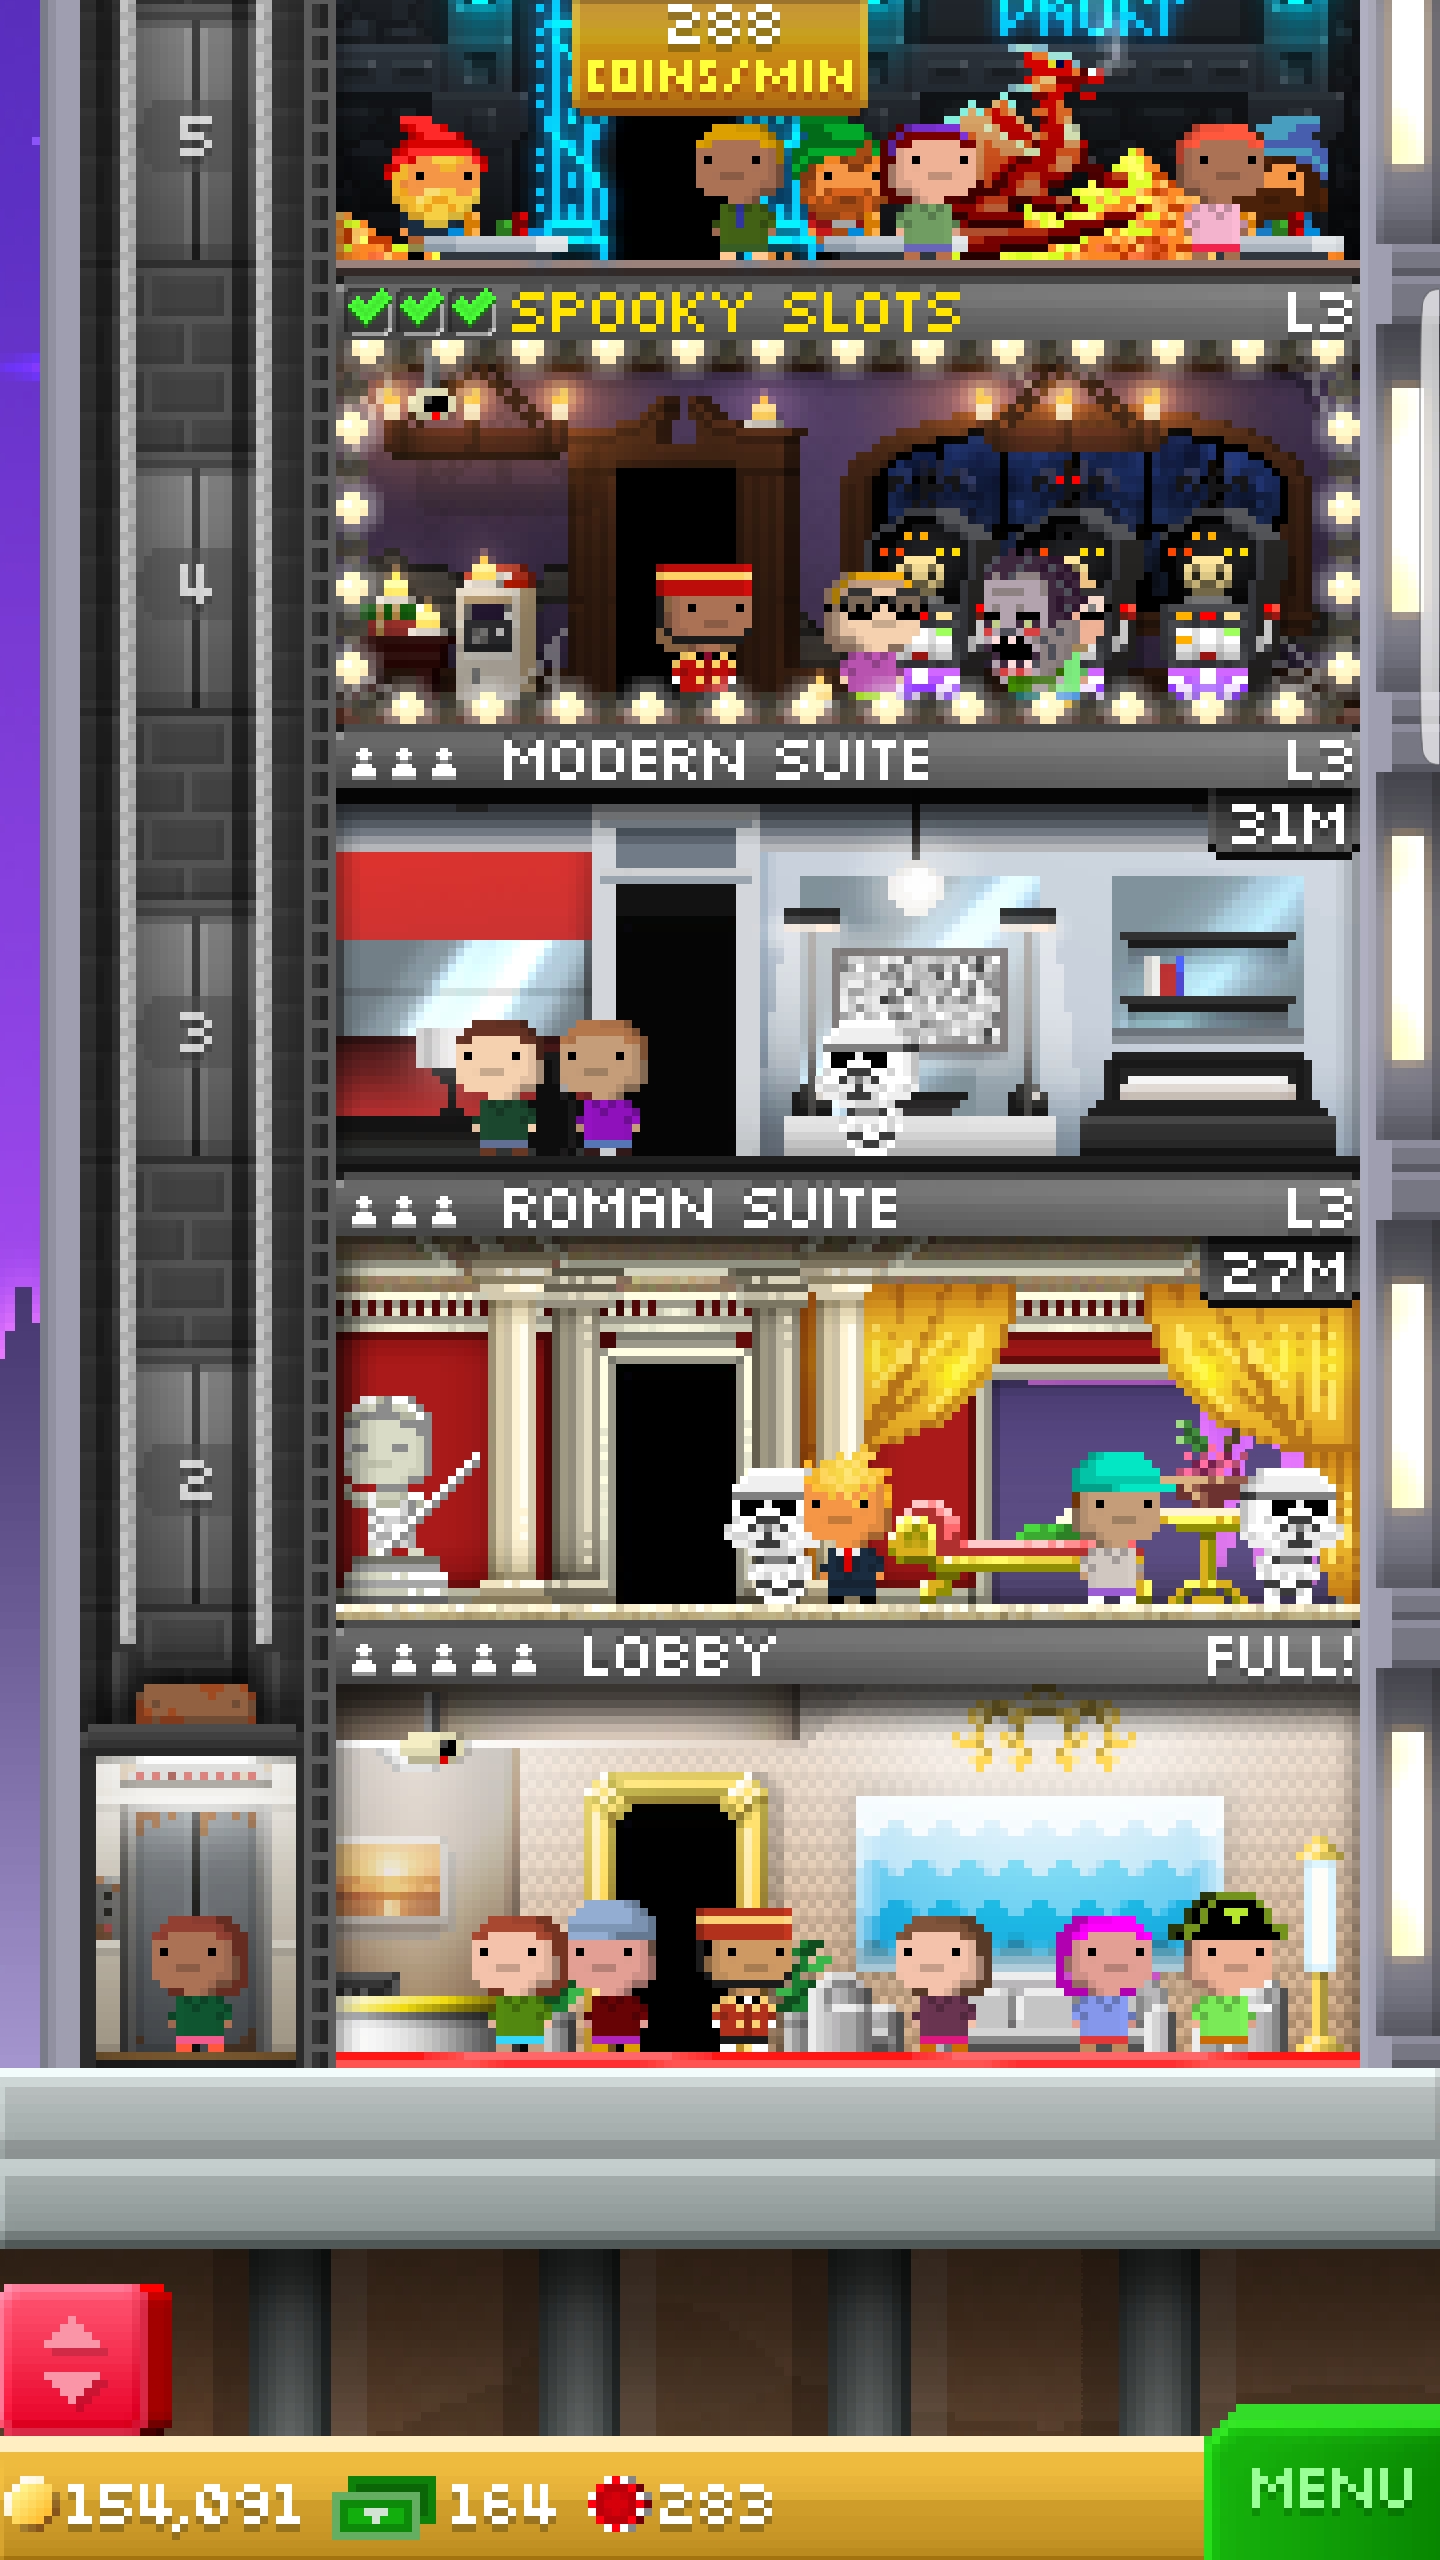 288
COINS/MIN
5
SPOOKY SLOTS L3
4
MODERN SUITE L3
31M
3
ROMAN SUITE L3
27M
2
LOBBY FULL!
154,091 164 283
MENU